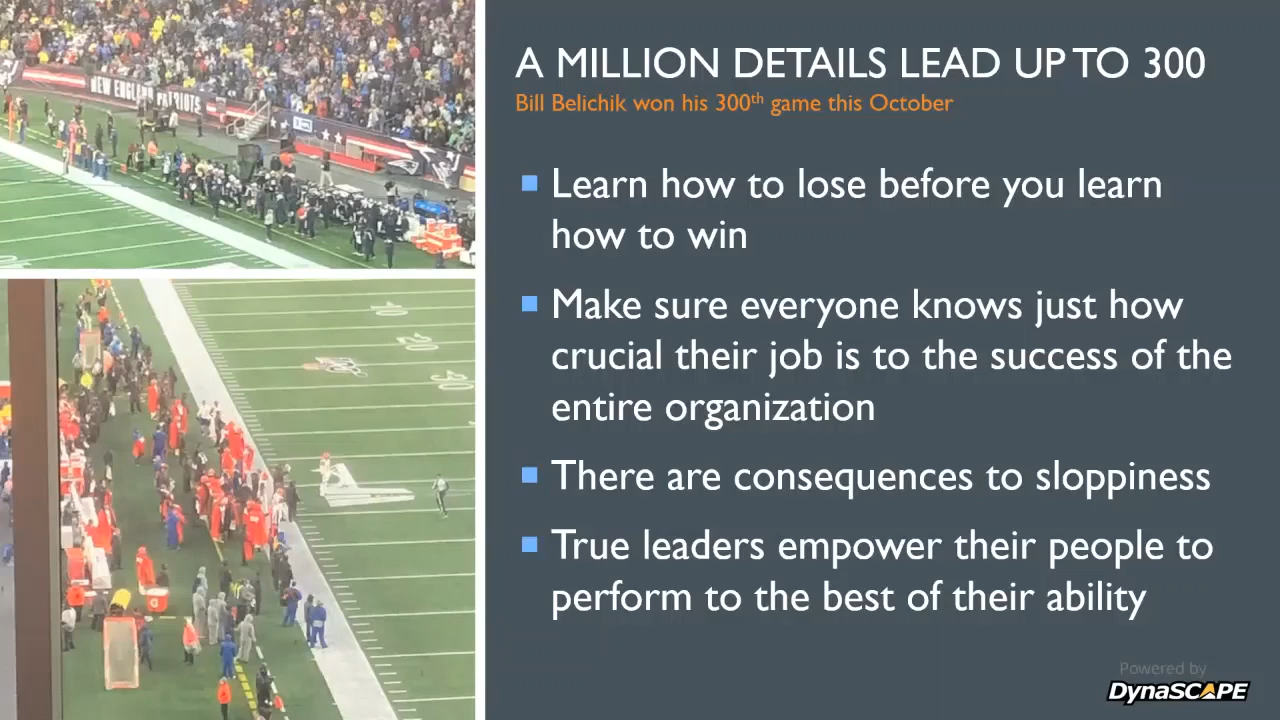 NEW ENGLAND PATRIOTS
A MILLION DETAILS LEAD UP TO 300
Bill Belichik won his 300th game this October
Learn how to lose before you learn
how to win
Make sure everyone knows just how
crucial their job is to the success of the
entire organization
There are consequences to sloppiness
True leaders empower their people to
perform to the best of their ability
Powered by
DynaSCAPE